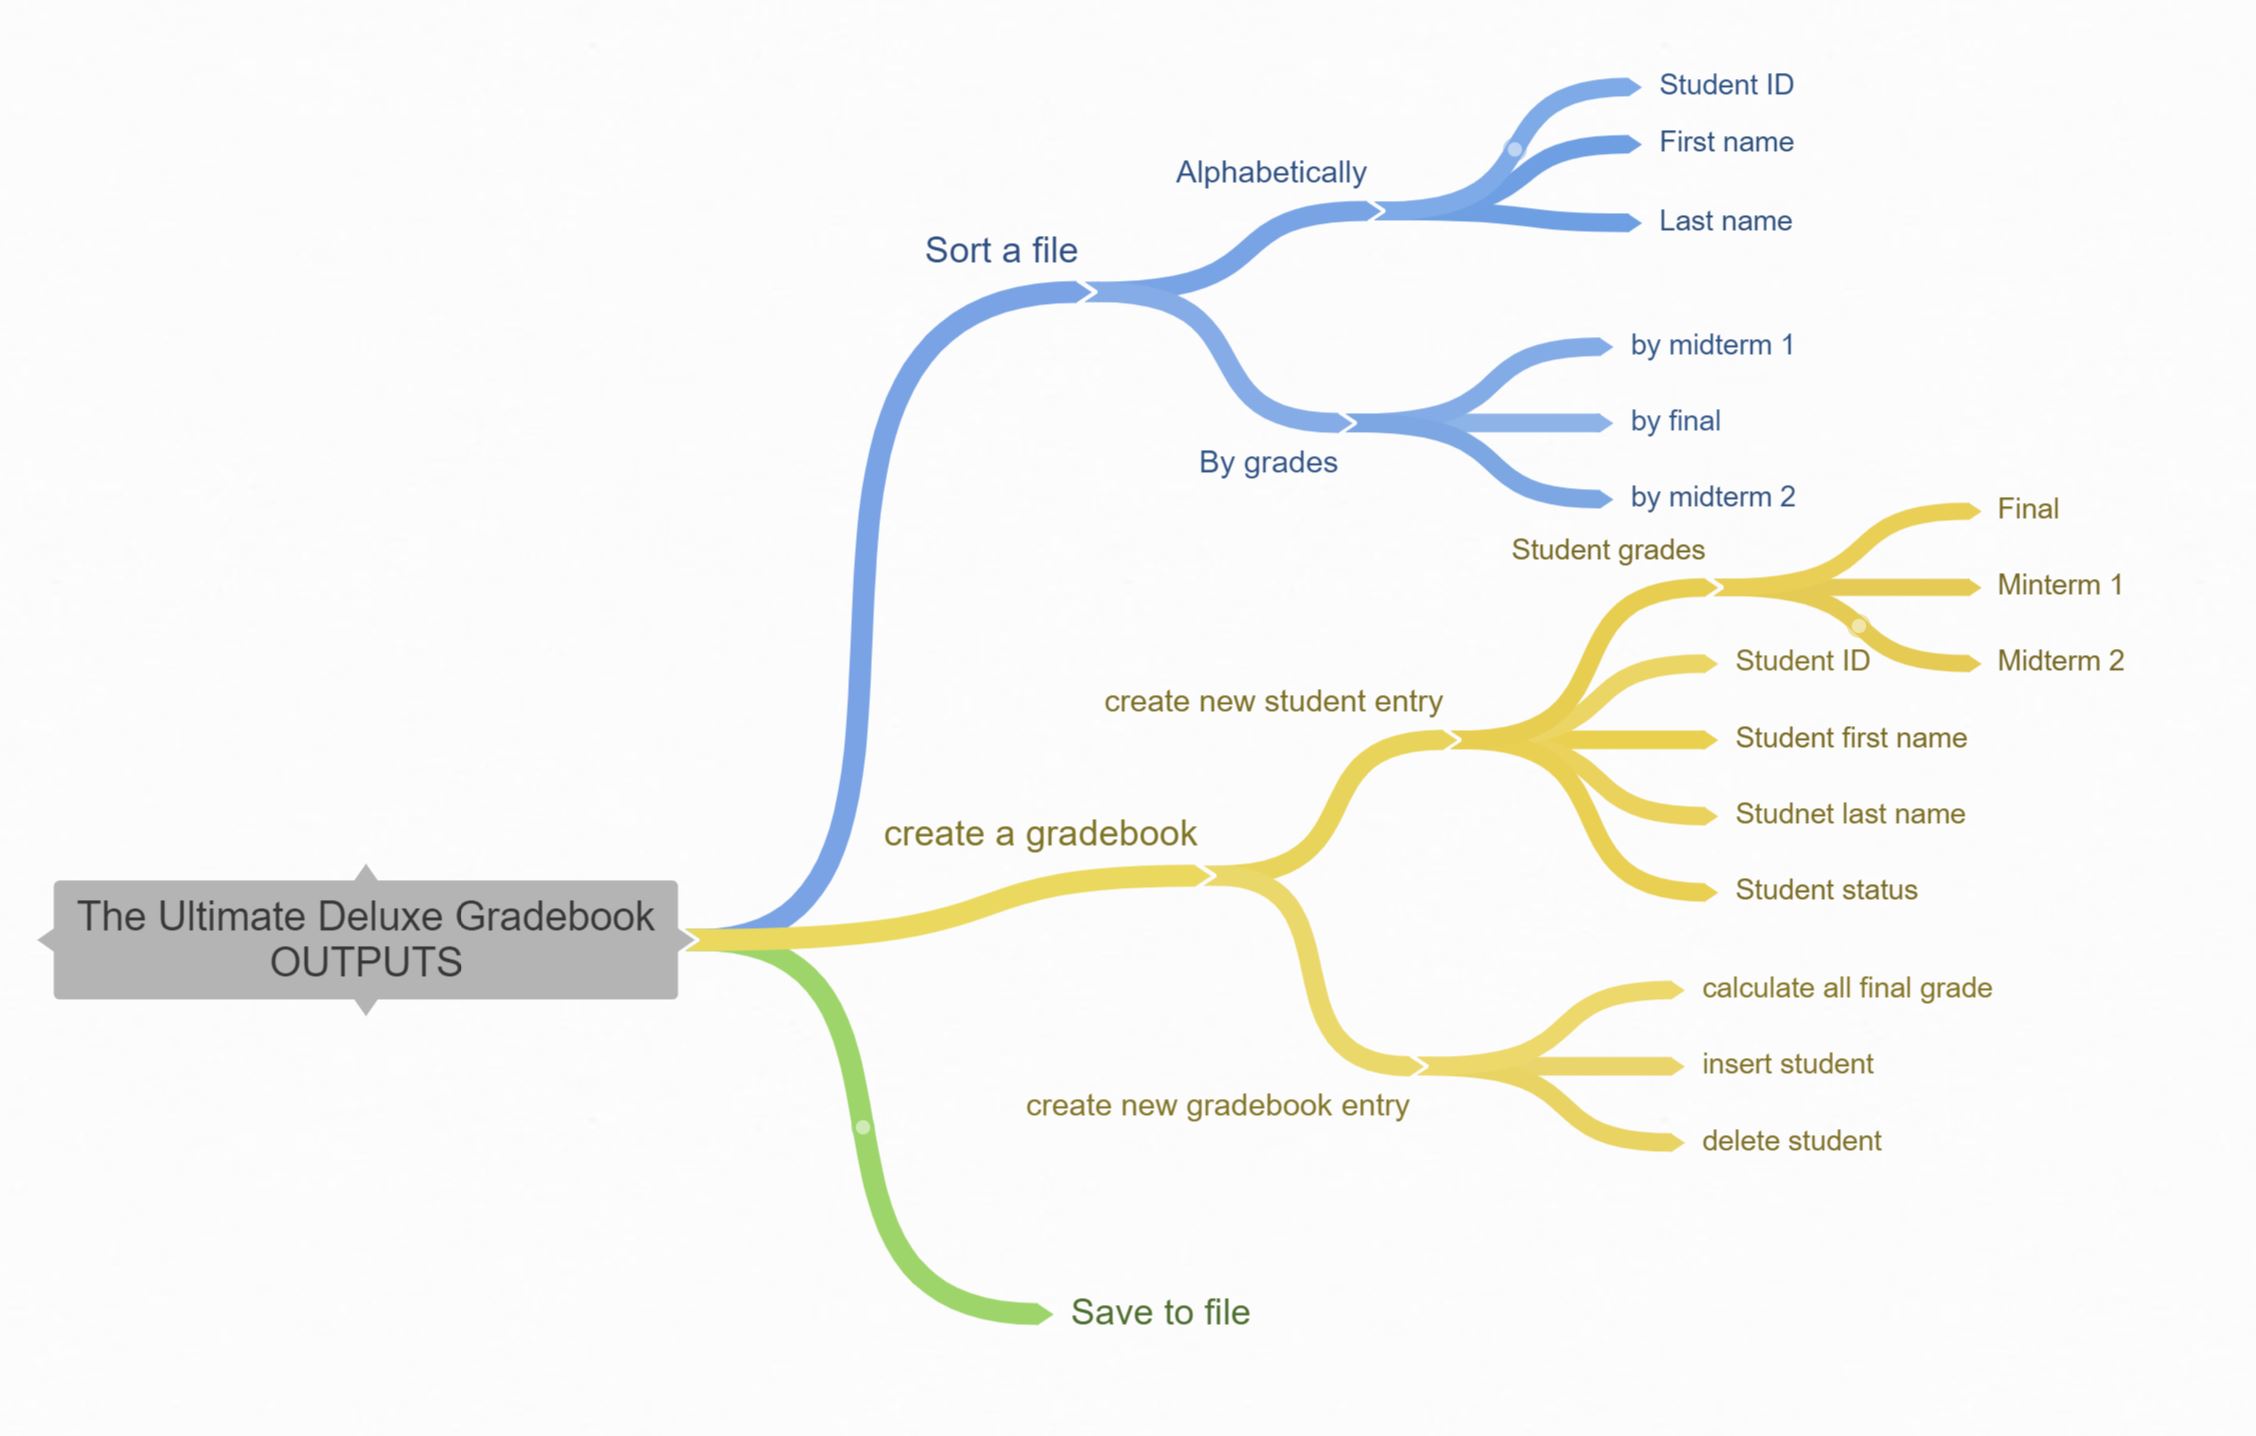 The Ultimate Deluxe Gradebook
OUTPUTS
Sort a file
Alphabetically
Student ID
First name
Last name
By grades
by midterm 1
by final
by midterm 2
create a gradebook
create new student entry
Student grades
Final
Minterm 1
Midterm 2
Student ID
Student first name
Studnet last name
Student status
create new gradebook entry
calculate all final grade
insert student
delete student
Save to file